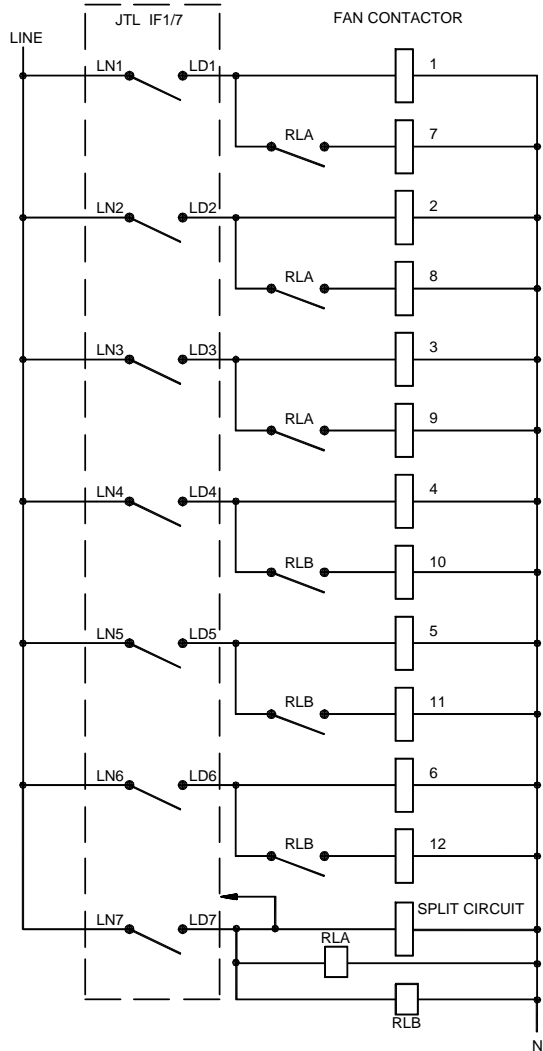 JTL IF1/7
FAN CONTACTOR
LINE
LN1 LD1 1
RLA 7
LN2 LD2 2
RLA 8
LN3 LD3 3
RLA 9
LN4 LD4 4
RLB 10
LN5 LD5 5
RLB 11
LN6 LD6 6
RLB 12
LN7 LD7 SPLIT CIRCUIT
RLA
RLB
N